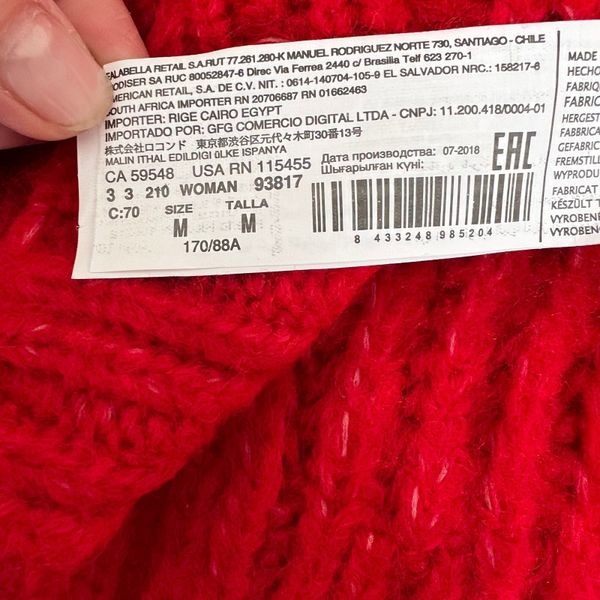 FALABELLA RETAIL S.A.RUT 77.261.280-K MANUEL RODRIGUEZ NORTE 730, SANTIAGO - CHILE
RODISER SA RUC 80052847-6 Direc Via Ferrea 2440 c/ Brasilia Telf 623 270-1
AMERICAN RETAIL, S.A. DE C.V. NIT. : 0614-140704-105-9 EL SALVADOR NRC.: 158217-6
SOUTH AFRICA IMPORTER RN 20706687 RN 01662463
IMPORTER: RIGE CAIRO EGYPT
IMPORTADO POR: GFG COMERCIO DIGITAL LTDA - CNPJ: 11.200.418/0004-01
株式会社ロコンド 東京都渋谷区元代々木町30番13号
MALIN ITHAL EDILDIGI üLKE ISPANYA
CA 59548 USA RN 115455
3 3 210 WOMAN 93817
C:70 SIZE TALLA
M M
170/88A
Дата производства: 07-2018
Шығарылған күні:
EAC
8 433248 985204
MADE
HECHO
FABRIQU
FABRIC
HERGEST
FABBRICA
GEFABRIC
FREMSTILL
WYPRODU
FABRICAT
KÉSZÜLT
VYROBENO
VYROBENÉ